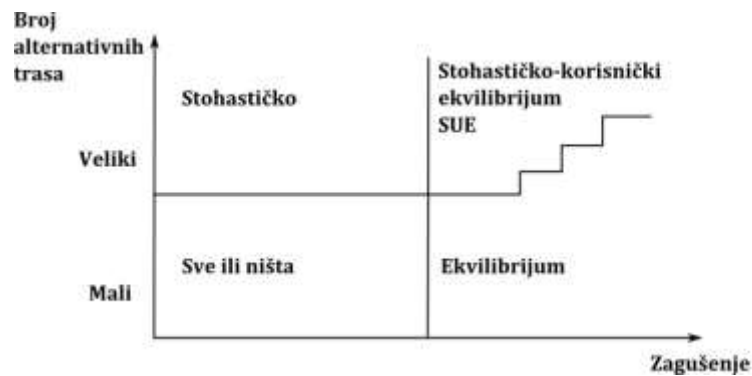 Broj
alternativnih
trasa
Stohastičko
Stohastičko-korisnički
ekvilibrijum
SUE
Veliki
Sve ili ništa
Ekvilibrijum
Mali
Zagušenje